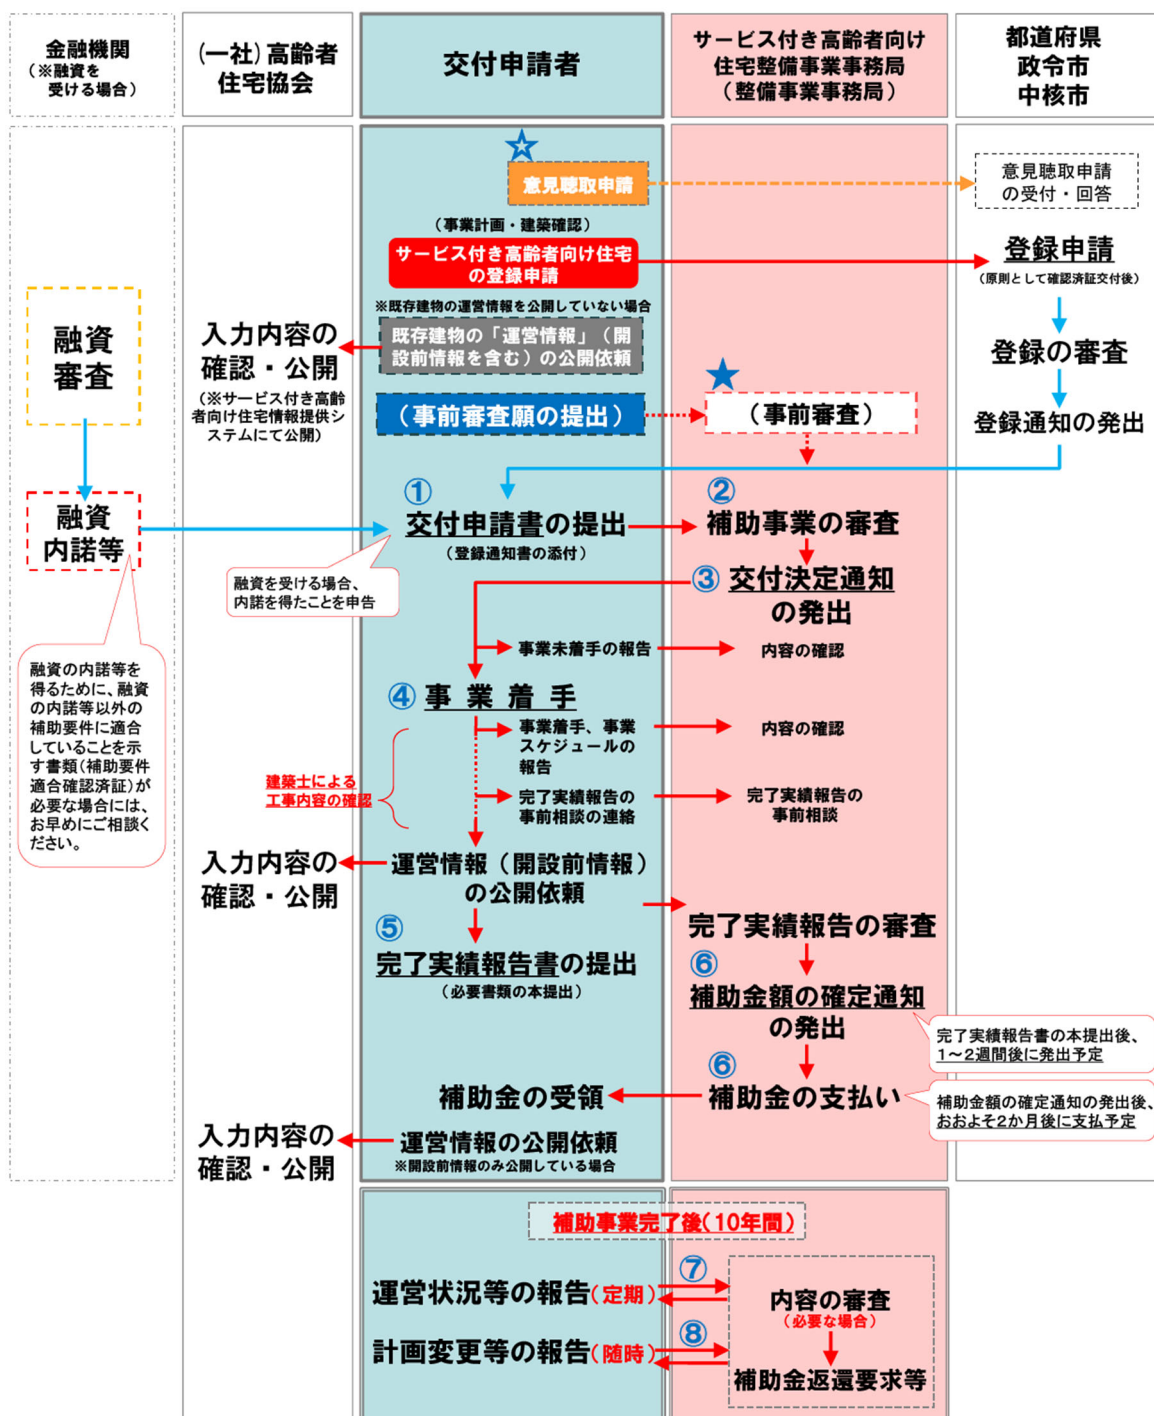 金融機関
（※融資を
受ける場合）
(一社)高齢者
住宅協会
交付申請者
サービス付き高齢者向け
住宅整備事業事務局
（整備事業事務局）
都道府県
政令市
中核市
意見聴取申請
意見聴取申請
の受付・回答
（事業計画・建築確認）
サービス付き高齢者向け住宅
の登録申請
登録申請
（原則として確認済証交付後）
※既存建物の運営情報を公開していない場合
既存建物の「運営情報」（開
設前情報を含む）の公開依頼
入力内容の
確認・公開
（※サービス付き高齢
者向け住宅情報提供シ
ステムにて公開）
融資
審査
登録の審査
（事前審査願の提出）
（事前審査）
登録通知の発出
融資
内諾等
①
交付申請書の提出
（登録通知書の添付）
②
補助事業の審査
融資を受ける場合、
内諾を得たことを申告
③交付決定通知
の発出
事業未着手の報告
内容の確認
融資の内諾等を
得るために、融資
の内諾等以外の
補助要件に適合
していることを示
す書類（補助要件
適合確認済証）が
必要な場合には、
お早めにご相談く
ださい。
④事 業 着 手
事業着手、事業
スケジュールの
報告
内容の確認
建築士による
工事内容の確認
完了実績報告の
事前相談の連絡
完了実績報告の
事前相談
入力内容の
確認・公開
運営情報（開設前情報）
の公開依頼
完了実績報告の審査
⑤
完了実績報告書の提出
（必要書類の本提出）
⑥
補助金額の確定通知
の発出
完了実績報告書の本提出後、
１～２週間後に発出予定
⑥
補助金の支払い
補助金の受領
補助金額の確定通知の発出後、
おおよそ2か月後に支払予定
入力内容の
確認・公開
運営情報の公開依頼
※開設前情報のみ公開している場合
補助事業完了後（10年間）
運営状況等の報告（定期）
⑦
内容の審査
（必要な場合）
計画変更等の報告（随時）
⑧
補助金返還要求等